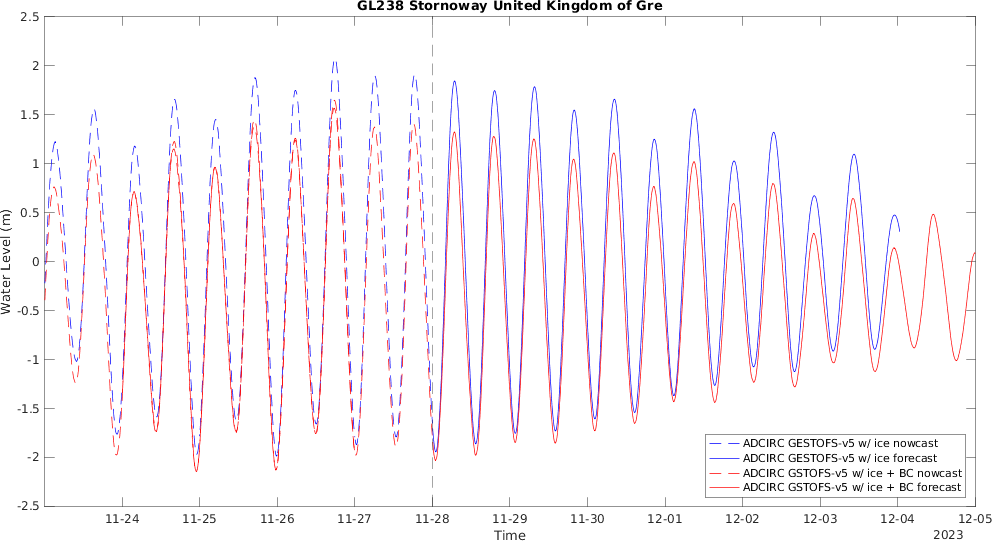 GL238 Stornoway United Kingdom of Gre
2.5
2
1.5
1
0.5
0
-0.5
-1
-1.5
-2
-2.5
Water Level (m)
ADCIRC GESTOFS-v5 w/ ice nowcast
ADCIRC GESTOFS-v5 w/ ice forecast
ADCIRC GSTOFS-v5 w/ ice + BC nowcast
ADCIRC GSTOFS-v5 w/ ice + BC forecast
11-24 11-25 11-26 11-27 11-28 11-29 11-30 12-01 12-02 12-03 12-04 12-05
Time
2023